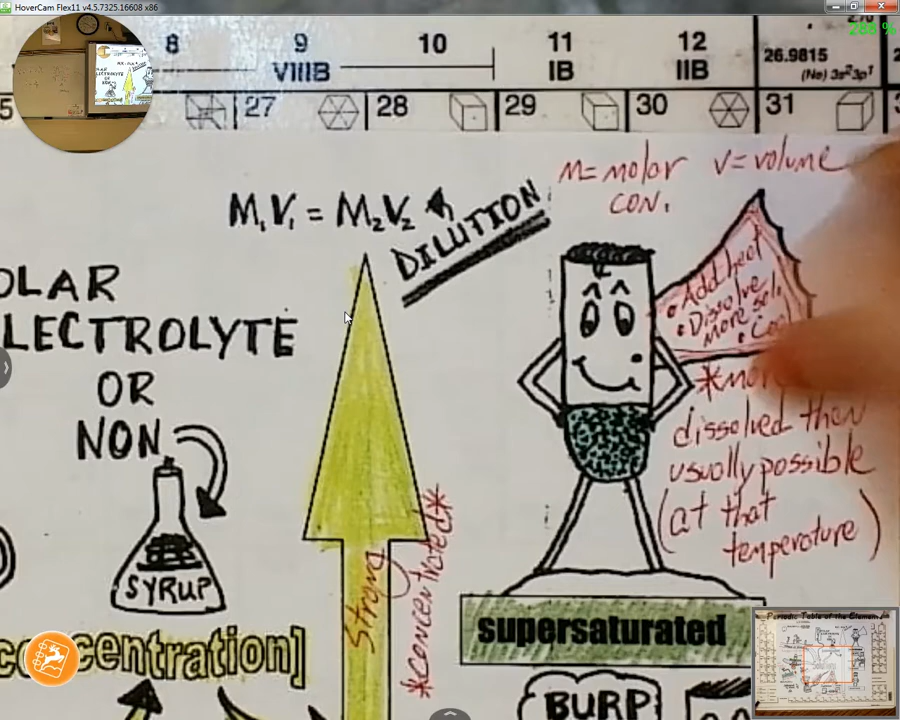 HoverCam Flex11 v4.5.7325.16608 x86
288 %
8
9
VIIIB
10
11
IB
12
IIB
26.9815
(Ne) 3s²3p¹
5
27
28
29
30
31
M₁V₁ = M₂V₂
DILUTION
M=molar
con.
V=volume
OLAR
LECTROLYTE
OR
NON
SYRUP
centration]
Strong
*concentrated*
• Add heat
• Dissolve
more sol.
dissolved then
usually possible
(at that
temperature)
supersaturated
BURP
Periodic Table of the Elements